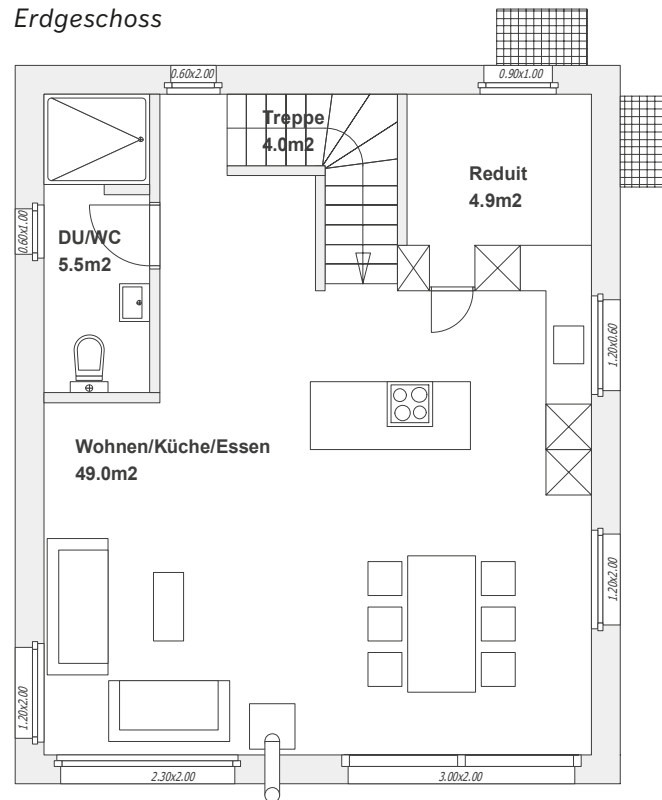 Erdgeschoss
0.60x2.00
0.90x1.00
Treppe
4.0m2
Reduit
4.9m2
0.60x1.00
DU/WC
5.5m2
1.20x0.60
Wohnen/Küche/Essen
49.0m2
1.20x2.00
1.20x2.00
2.30x2.00
3.00x2.00